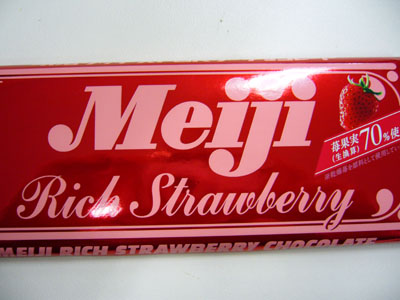 Meiji
苺果実
(生換算)
70%使
Rich Strawberry
MEIJI RICH STRAWBERRY CHOCOLATE